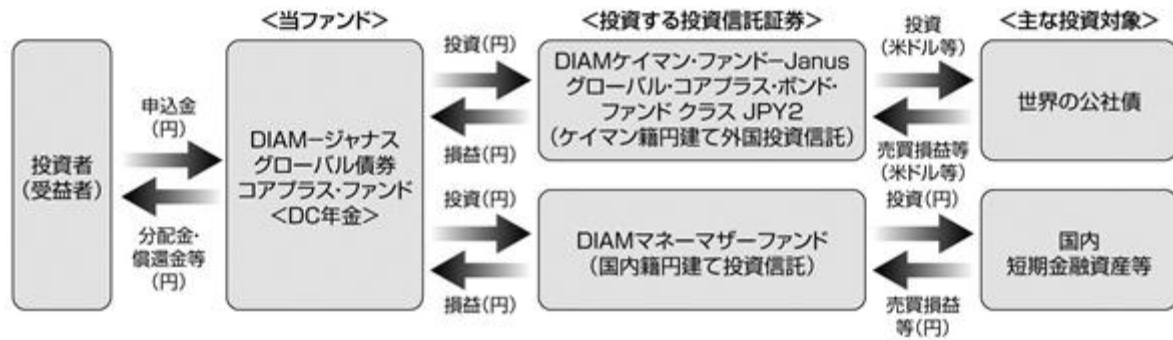 <当ファンド>
<投資する投資信託証券>
<主な投資対象>
投資者
(受益者)
申込金
(円)
分配金・
償還金等
(円)
DIAMージャナス
グローバル債券
コアプラス・ファンド
<DC年金>
投資(円)
損益(円)
投資(円)
損益(円)
DIAMケイマン・ファンドーJanus
グローバル・コアプラス・ボンド・
ファンド クラス JPY2
(ケイマン籍円建て外国投資信託)
DIAMマネーマザーファンド
(国内籍円建て投資信託)
投資
(米ドル等)
売買損益等
(米ドル等)
投資(円)
売買損益
等(円)
世界の公社債
国内
短期金融資産等